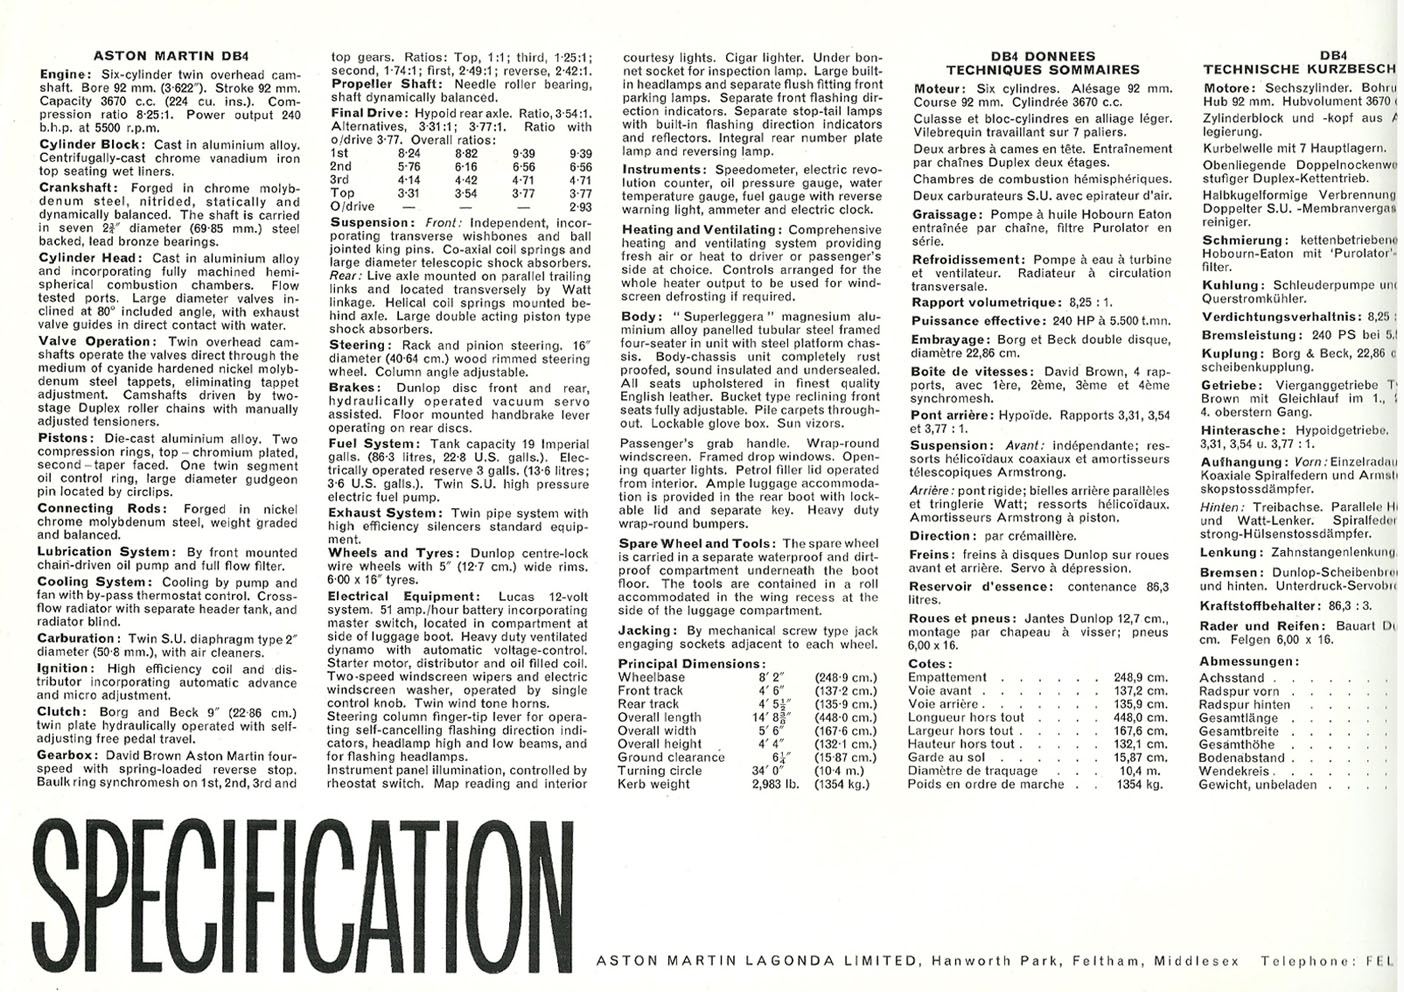 ASTON MARTIN DB4
Engine: Six-cylinder twin overhead cam-
shaft. Bore 92 mm. (3·622″). Stroke 92 mm.
Capacity 3670 c.c. (224 cu. ins.). Com-
pression ratio 8·25:1. Power output 240
b.h.p. at 5500 r.p.m.
Cylinder Block: Cast in aluminium alloy.
Centrifugally-cast chrome vanadium iron
top seating wet liners.
Crankshaft: Forged in chrome molyb-
denum steel, nitrided, statically and
dynamically balanced. The shaft is carried
in seven 2¾″ diameter (69·85 mm.) steel
backed, lead bronze bearings.
Cylinder Head: Cast in aluminium alloy
and incorporating fully machined hemi-
spherical combustion chambers. Flow
tested ports. Large diameter valves in-
clined at 80° included angle, with exhaust
valve guides in direct contact with water.
Valve Operation: Twin overhead cam-
shafts operate the valves direct through the
medium of cyanide hardened nickel molyb-
denum steel tappets, eliminating tappet
adjustment. Camshafts driven by two-
stage Duplex roller chains with manually
adjusted tensioners.
Pistons: Die-cast aluminium alloy. Two
compression rings, top – chromium plated,
second – taper faced. One twin segment
oil control ring, large diameter gudgeon
pin located by circlips.
Connecting Rods: Forged in nickel
chrome molybdenum steel, weight graded
and balanced.
Lubrication System: By front mounted
chain-driven oil pump and full flow filter.
Cooling System: Cooling by pump and
fan with by-pass thermostat control. Cross-
flow radiator with separate header tank, and
radiator blind.
Carburation: Twin S.U. diaphragm type 2″
diameter (50·8 mm.), with air cleaners.
Ignition: High efficiency coil and dis-
tributor incorporating automatic advance
and micro adjustment.
Clutch: Borg and Beck 9″ (22·86 cm.)
twin plate hydraulically operated with self-
adjusting free pedal travel.
Gearbox: David Brown Aston Martin four-
speed with spring-loaded reverse stop.
Baulk ring synchromesh on 1st, 2nd, 3rd and
top gears. Ratios: Top, 1:1; third, 1·25:1;
second, 1·74:1; first, 2·49:1; reverse, 2·42:1.
Propeller Shaft: Needle roller bearing,
shaft dynamically balanced.
Final Drive: Hypoid rear axle. Ratio, 3·54:1.
Alternatives, 3·31:1; 3·77:1. Ratio with
o/drive 3·77. Overall ratios:
1st 8·24 8·82 9·39 9·39
2nd 5·76 6·16 6·56 6·56
3rd 4·14 4·42 4·71 4·71
Top 3·31 3·54 3·77 3·77
O/drive — — — 2·93
Suspension: Front: Independent, incor-
porating transverse wishbones and ball
jointed king pins. Co-axial coil springs and
large diameter telescopic shock absorbers.
Rear: Live axle mounted on parallel trailing
links and located transversely by Watt
linkage. Helical coil springs mounted be-
hind axle. Large double acting piston type
shock absorbers.
Steering: Rack and pinion steering. 16″
diameter (40·64 cm.) wood rimmed steering
wheel. Column angle adjustable.
Brakes: Dunlop disc front and rear,
hydraulically operated vacuum servo
assisted. Floor mounted handbrake lever
operating on rear discs.
Fuel System: Tank capacity 19 Imperial
galls. (86·3 litres, 22·8 U.S. galls.). Elec-
trically operated reserve 3 galls. (13·6 litres;
3·6 U.S. galls.). Twin S.U. high pressure
electric fuel pump.
Exhaust System: Twin pipe system with
high efficiency silencers standard equip-
ment.
Wheels and Tyres: Dunlop centre-lock
wire wheels with 5″ (12·7 cm.) wide rims.
6·00 x 16″ tyres.
Electrical Equipment: Lucas 12-volt
system. 51 amp./hour battery incorporating
master switch, located in compartment at
side of luggage boot. Heavy duty ventilated
dynamo with automatic voltage-control.
Starter motor, distributor and oil filled coil.
Two-speed windscreen wipers and electric
windscreen washer, operated by single
control knob. Twin wind tone horns.
Steering column finger-tip lever for opera-
ting self-cancelling flashing direction indi-
cators, headlamp high and low beams, and
for flashing headlamps.
Instrument panel illumination, controlled by
rheostat switch. Map reading and interior
courtesy lights. Cigar lighter. Under bon-
net socket for inspection lamp. Large built-
in headlamps and separate flush fitting front
parking lamps. Separate front flashing dir-
ection indicators. Separate stop-tail lamps
with built-in flashing direction indicators
and reflectors. Integral rear number plate
lamp and reversing lamp.
Instruments: Speedometer, electric revo-
lution counter, oil pressure gauge, water
temperature gauge, fuel gauge with reverse
warning light, ammeter and electric clock.
Heating and Ventilating: Comprehensive
heating and ventilating system providing
fresh air or heat to driver or passenger's
side at choice. Controls arranged for the
whole heater output to be used for wind-
screen defrosting if required.
Body: "Superleggera" magnesium alu-
minium alloy panelled tubular steel framed
four-seater in unit with steel platform chas-
sis. Body-chassis unit completely rust
proofed, sound insulated and undersealed.
All seats upholstered in finest quality
English leather. Bucket type reclining front
seats fully adjustable. Pile carpets through-
out. Lockable glove box. Sun vizors.
Passenger's grab handle. Wrap-round
windscreen. Framed drop windows. Open-
ing quarter lights. Petrol filler lid operated
from interior. Ample luggage accommoda-
tion is provided in the rear boot with lock-
able lid and separate key. Heavy duty
wrap-round bumpers.
Spare Wheel and Tools: The spare wheel
is carried in a separate waterproof and dirt-
proof compartment underneath the boot
floor. The tools are contained in a roll
accommodated in the wing recess at the
side of the luggage compartment.
Jacking: By mechanical screw type jack
engaging sockets adjacent to each wheel.
Principal Dimensions:
Wheelbase 8′ 2″ (248·9 cm.)
Front track 4′ 6″ (137·2 cm.)
Rear track 4′ 5½″ (135·9 cm.)
Overall length 14′ 8⅜″ (448·0 cm.)
Overall width 5′ 6″ (167·6 cm.)
Overall height 4′ 4″ (132·1 cm.)
Ground clearance 6¼″ (15·87 cm.)
Turning circle 34′ 0″ (10·4 m.)
Kerb weight 2,983 lb. (1354 kg.)
DB4 DONNEES
TECHNIQUES SOMMAIRES
Moteur: Six cylindres. Alésage 92 mm.
Course 92 mm. Cylindrée 3670 c.c.
Culasse et bloc-cylindres en alliage léger.
Vilebrequin travaillant sur 7 paliers.
Deux arbres à cames en tête. Entraînement
par chaînes Duplex deux étages.
Chambres de combustion hémisphériques.
Deux carburateurs S.U. avec epirateur d'air.
Graissage: Pompe à huile Hobourn Eaton
entraînée par chaîne, filtre Purolator en
série.
Refroidissement: Pompe à eau à turbine
et ventilateur. Radiateur à circulation
transversale.
Rapport volumetrique: 8,25 : 1.
Puissance effective: 240 HP à 5.500 t.mn.
Embrayage: Borg et Beck double disque,
diamètre 22,86 cm.
Boite de vitesses: David Brown, 4 rap-
ports, avec 1ère, 2ème, 3ème et 4ème
synchromesh.
Pont arrière: Hypoïde. Rapports 3,31, 3,54
et 3,77 : 1.
Suspension: Avant: indépendante; res-
sorts hélicoïdaux coaxiaux et amortisseurs
télescopiques Armstrong.
Arrière: pont rigide; bielles arrière parallèles
et tringlerie Watt; ressorts hélicoïdaux.
Amortisseurs Armstrong à piston.
Direction: par crémaillère.
Freins: freins à disques Dunlop sur roues
avant et arrière. Servo à dépression.
Reservoir d'essence: contenance 86,3
litres.
Roues et pneus: Jantes Dunlop 12,7 cm.,
montage par chapeau à visser; pneus
6,00 x 16″.
Cotes:
Empattement . . . . . . 248,9 cm.
Voie avant . . . . . . . 137,2 cm.
Voie arrière . . . . . . . 135,9 cm.
Longueur hors tout . . . . 448,0 cm.
Largeur hors tout . . . . . 167,6 cm.
Hauteur hors tout . . . . . 132,1 cm.
Garde au sol . . . . . . 15,87 cm.
Diamètre de traquage . . . 10,4 m.
Poids en ordre de marche . . 1354 kg.
DB4
TECHNISCHE KURZBESCH
Motore: Sechszylinder. Bohru
Hub 92 mm. Hubvolument 3670
Zylinderblock und -kopf aus
legierung.
Kurbelwelle mit 7 Hauptlagern.
Obenliegende Doppelnockenw
stufiger Duplex-Kettentrieb.
Halbkugelformige Verbrennung
Doppelter S.U. -Membranvergas
reiniger.
Schmierung: kettenbetrieben
Hobourn-Eaton mit 'Purolator'-
filter.
Kuhlung: Schleuderpumpe un
Querstromkühler.
Verdichtungsverhaltnis: 8,25 :
Bremsleistung: 240 PS bei 5.
Kuplung: Borg & Beck, 22,86
scheibenkupplung.
Getriebe: Vierganggetriebe
Brown mit Gleichlauf im 1.,
4. oberstern Gang.
Hinterasche: Hypoidgetriebe.
3,31, 3,54 u. 3,77 : 1.
Aufhangung: Vorn: Einzelrada
Koaxiale Spiralfedern und Armst
skopstossdämpfer.
Hinten: Treibachse. Parallele
und Watt-Lenker. Spiralfeder
strong-Hülsenstossdämpfer.
Lenkung: Zahnstangenlenkung
Bremsen: Dunlop-Scheibenbre
und hinten. Unterdruck-Servob
Kraftstoffbehalter: 86,3 : 3.
Rader und Reifen: Bauart Du
cm. Felgen 6,00 x 16.
Abmessungen:
Achsstand . . . . .
Radspur vorn . . . . .
Radspur hinten . . . .
Gesamtlänge . . . . .
Gesamtbreite . . . . .
Gesamthöhe . . . . .
Bodenabstand . . . . .
Wendekreis . . . . . .
Gewicht, unbeladen . . . .
SPECIFICATION
ASTON MARTIN LAGONDA LIMITED, Hanworth Park, Feltham, Middlesex Telephone: FEL